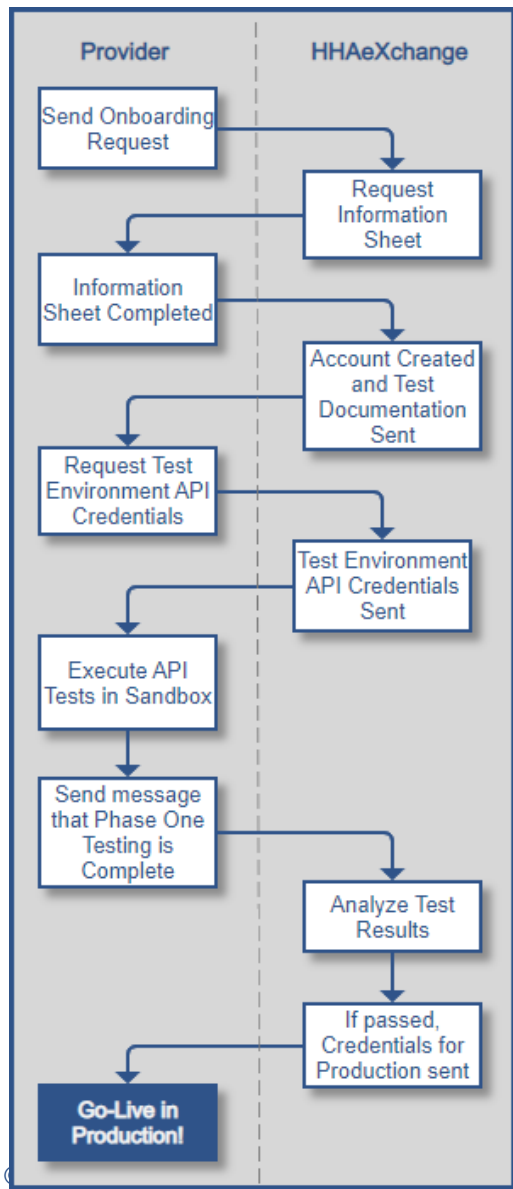 Provider
HHAeXchange
Send Onboarding
Request
Request
Information
Sheet
Information
Sheet Completed
Account Created
and Test
Documentation
Sent
Request Test
Environment API
Credentials
Test Environment
API Credentials
Sent
Execute API
Tests in Sandbox
Send message
that Phase One
Testing is
Complete
Analyze Test
Results
If passed,
Credentials for
Production sent
Go-Live in
Production!